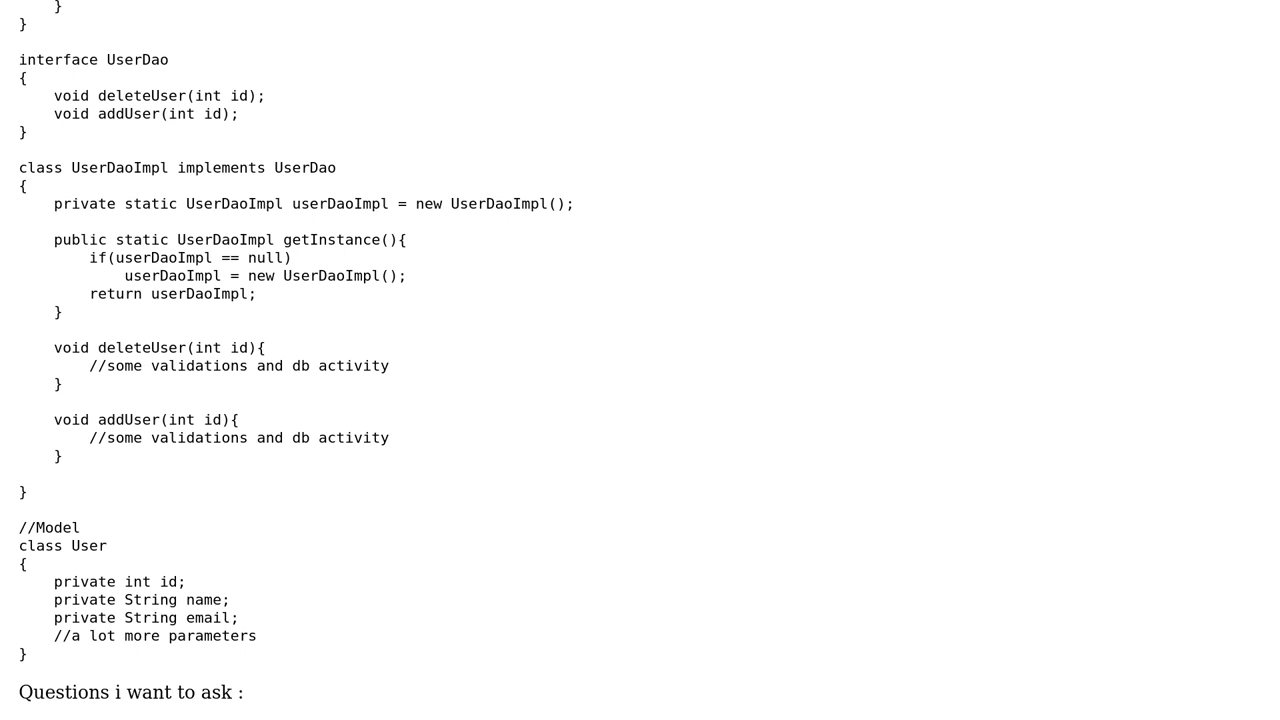 }
}

interface UserDao
{
    void deleteUser(int id);
    void addUser(int id);
}

class UserDaoImpl implements UserDao
{
    private static UserDaoImpl userDaoImpl = new UserDaoImpl();

    public static UserDaoImpl getInstance(){
        if(userDaoImpl == null)
            userDaoImpl = new UserDaoImpl();
        return userDaoImpl;
    }

    void deleteUser(int id){
        //some validations and db activity
    }

    void addUser(int id){
        //some validations and db activity
    }

}

//Model
class User
{
    private int id;
    private String name;
    private String email;
    //a lot more parameters
}

Questions i want to ask :